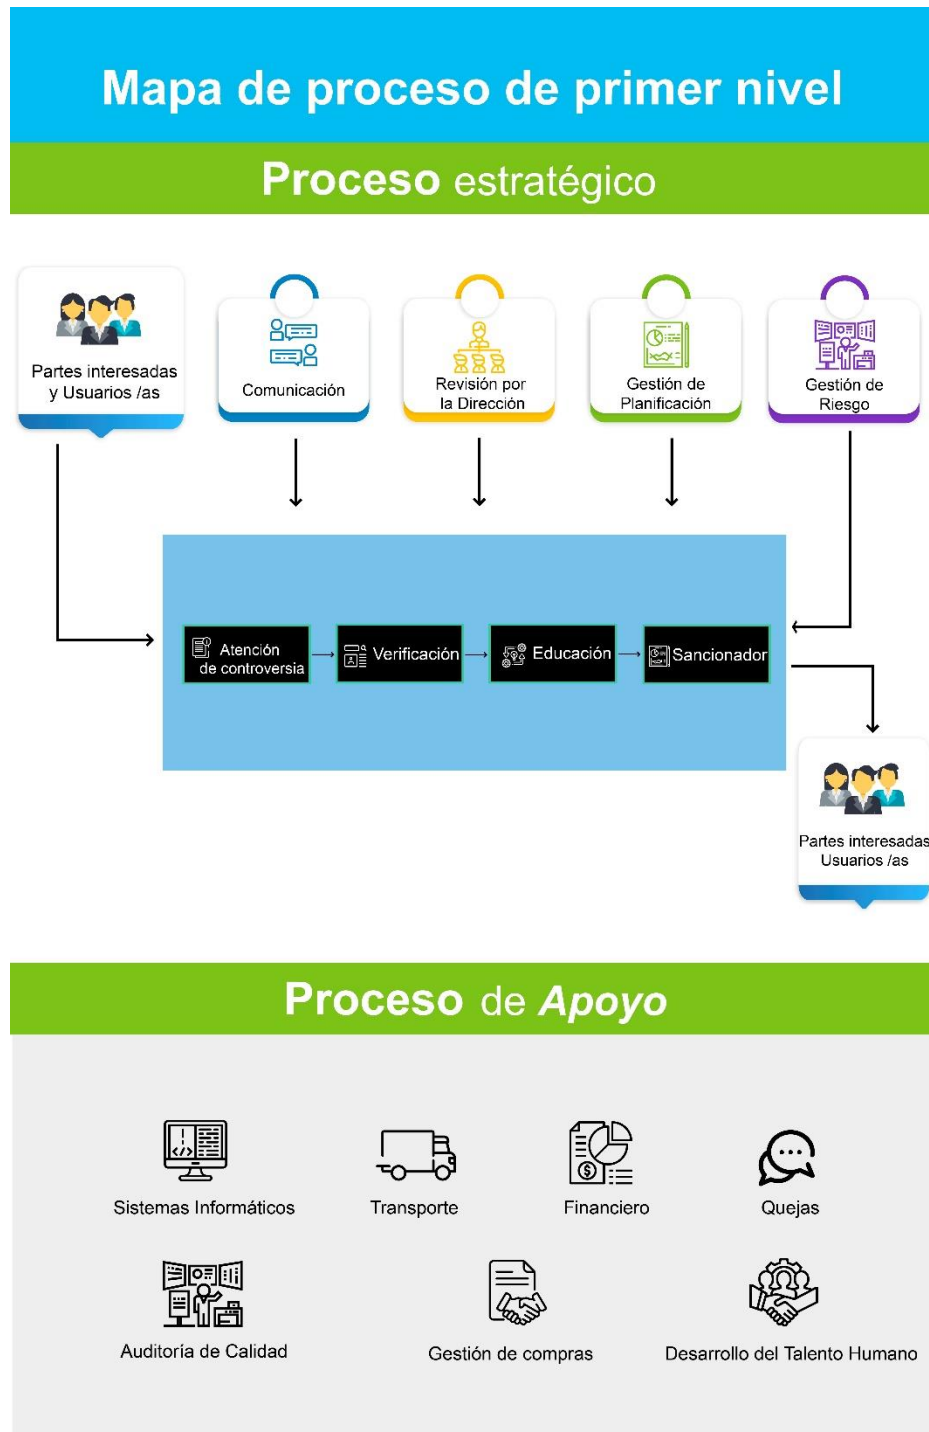 Mapa de proceso de primer nivel
Proceso estratégico
Partes interesadas
y Usuarios /as
Comunicación
Revisión por
la Dirección
Gestión de
Planificación
Gestión de
Riesgo
Atención
de controversia
Verificación
Educación
Sancionador
Partes interesadas
Usuarios /as
Proceso de Apoyo
Sistemas Informáticos
Transporte
Financiero
Quejas
Auditoría de Calidad
Gestión de compras
Desarrollo del Talento Humano